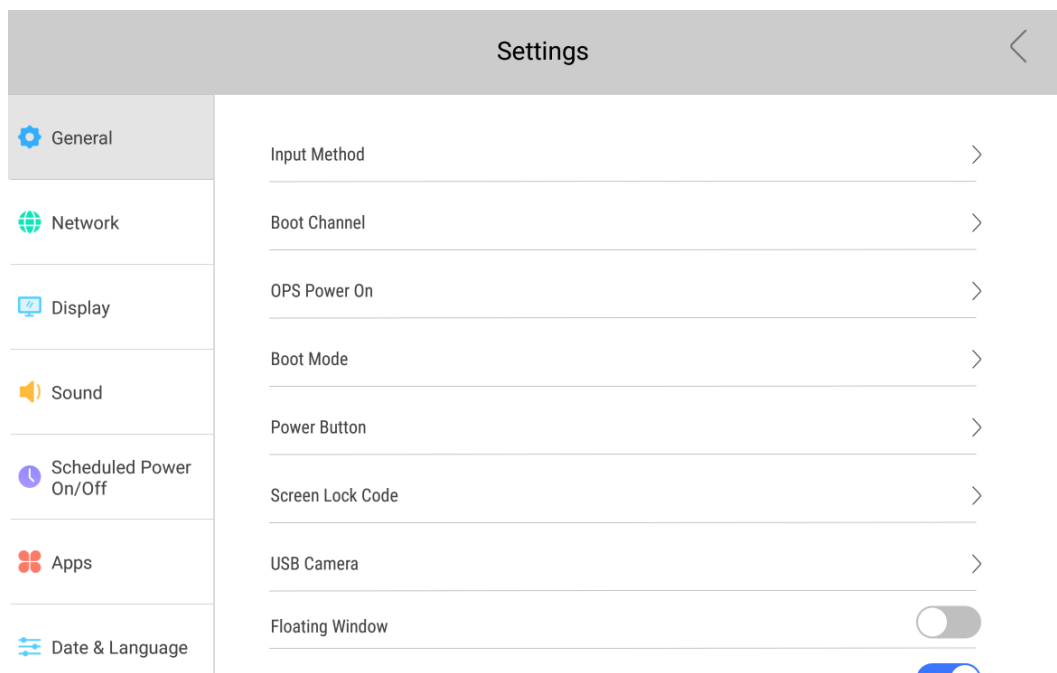 Settings
General
Network
Display
Sound
Scheduled Power
On/Off
Apps
Date & Language
Input Method
Boot Channel
OPS Power On
Boot Mode
Power Button
Screen Lock Code
USB Camera
Floating Window